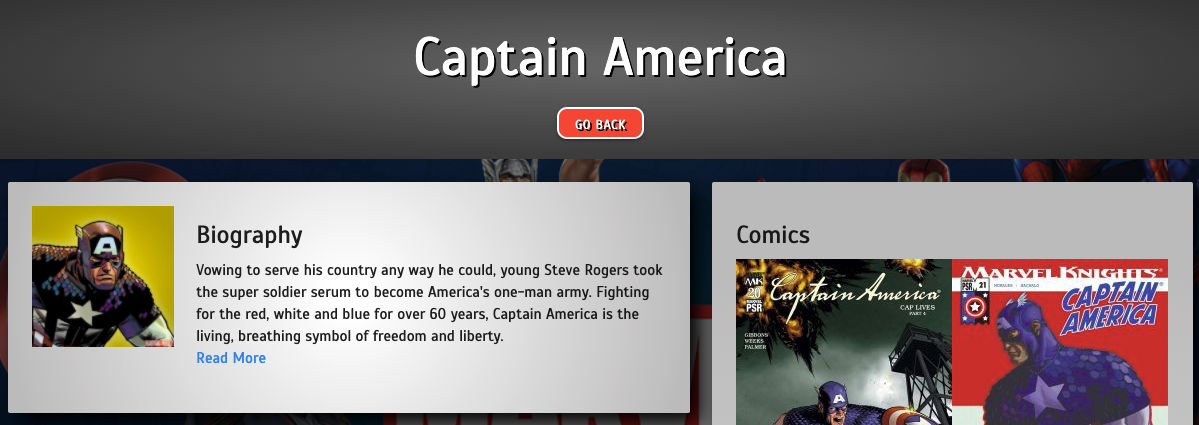 Captain America
GO BACK
Biography
Vowing to serve his country any way he could, young Steve Rogers took
the super soldier serum to become America's one-man army. Fighting
for the red, white and blue for over 60 years, Captain America is the
living, breathing symbol of freedom and liberty.
Read More
Comics
MK
20
MARVEL
PSR
Captain America
CAP LIVES
PART 4
GIBBONS
WEEKS
PALMER
MARVEL KNIGHTS
MARVEL
PSR
21
MORALES · BACHALO
CAPTAIN
AMERICA